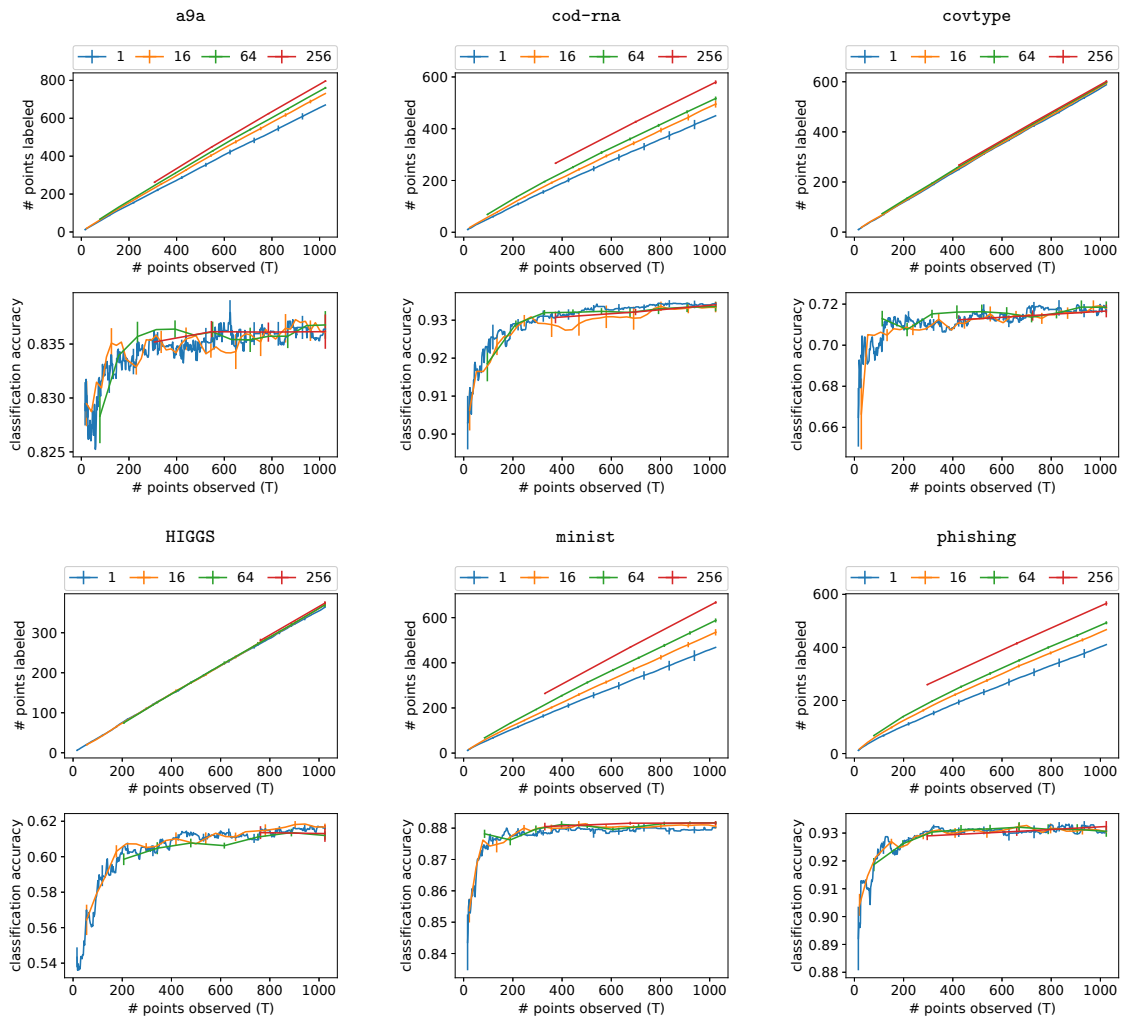 a9a
1 16 64 256
800
600
400
200
0
# points labeled
0 200 400 600 800 1000
# points observed (T)
0.835
0.830
0.825
classification accuracy
0 200 400 600 800 1000
# points observed (T)
cod-rna
1 16 64 256
600
400
200
0
# points labeled
0 200 400 600 800 1000
# points observed (T)
0.93
0.92
0.91
0.90
classification accuracy
0 200 400 600 800 1000
# points observed (T)
covtype
1 16 64 256
600
400
200
0
# points labeled
0 200 400 600 800 1000
# points observed (T)
0.72
0.70
0.68
0.66
classification accuracy
0 200 400 600 800 1000
# points observed (T)
HIGGS
1 16 64 256
300
200
100
0
# points labeled
0 200 400 600 800 1000
# points observed (T)
0.62
0.60
0.58
0.56
0.54
classification accuracy
0 200 400 600 800 1000
# points observed (T)
minist
1 16 64 256
600
400
200
0
# points labeled
0 200 400 600 800 1000
# points observed (T)
0.88
0.87
0.86
0.85
0.84
classification accuracy
0 200 400 600 800 1000
# points observed (T)
phishing
1 16 64 256
600
400
200
0
# points labeled
0 200 400 600 800 1000
# points observed (T)
0.93
0.92
0.91
0.90
0.89
0.88
classification accuracy
0 200 400 600 800 1000
# points observed (T)